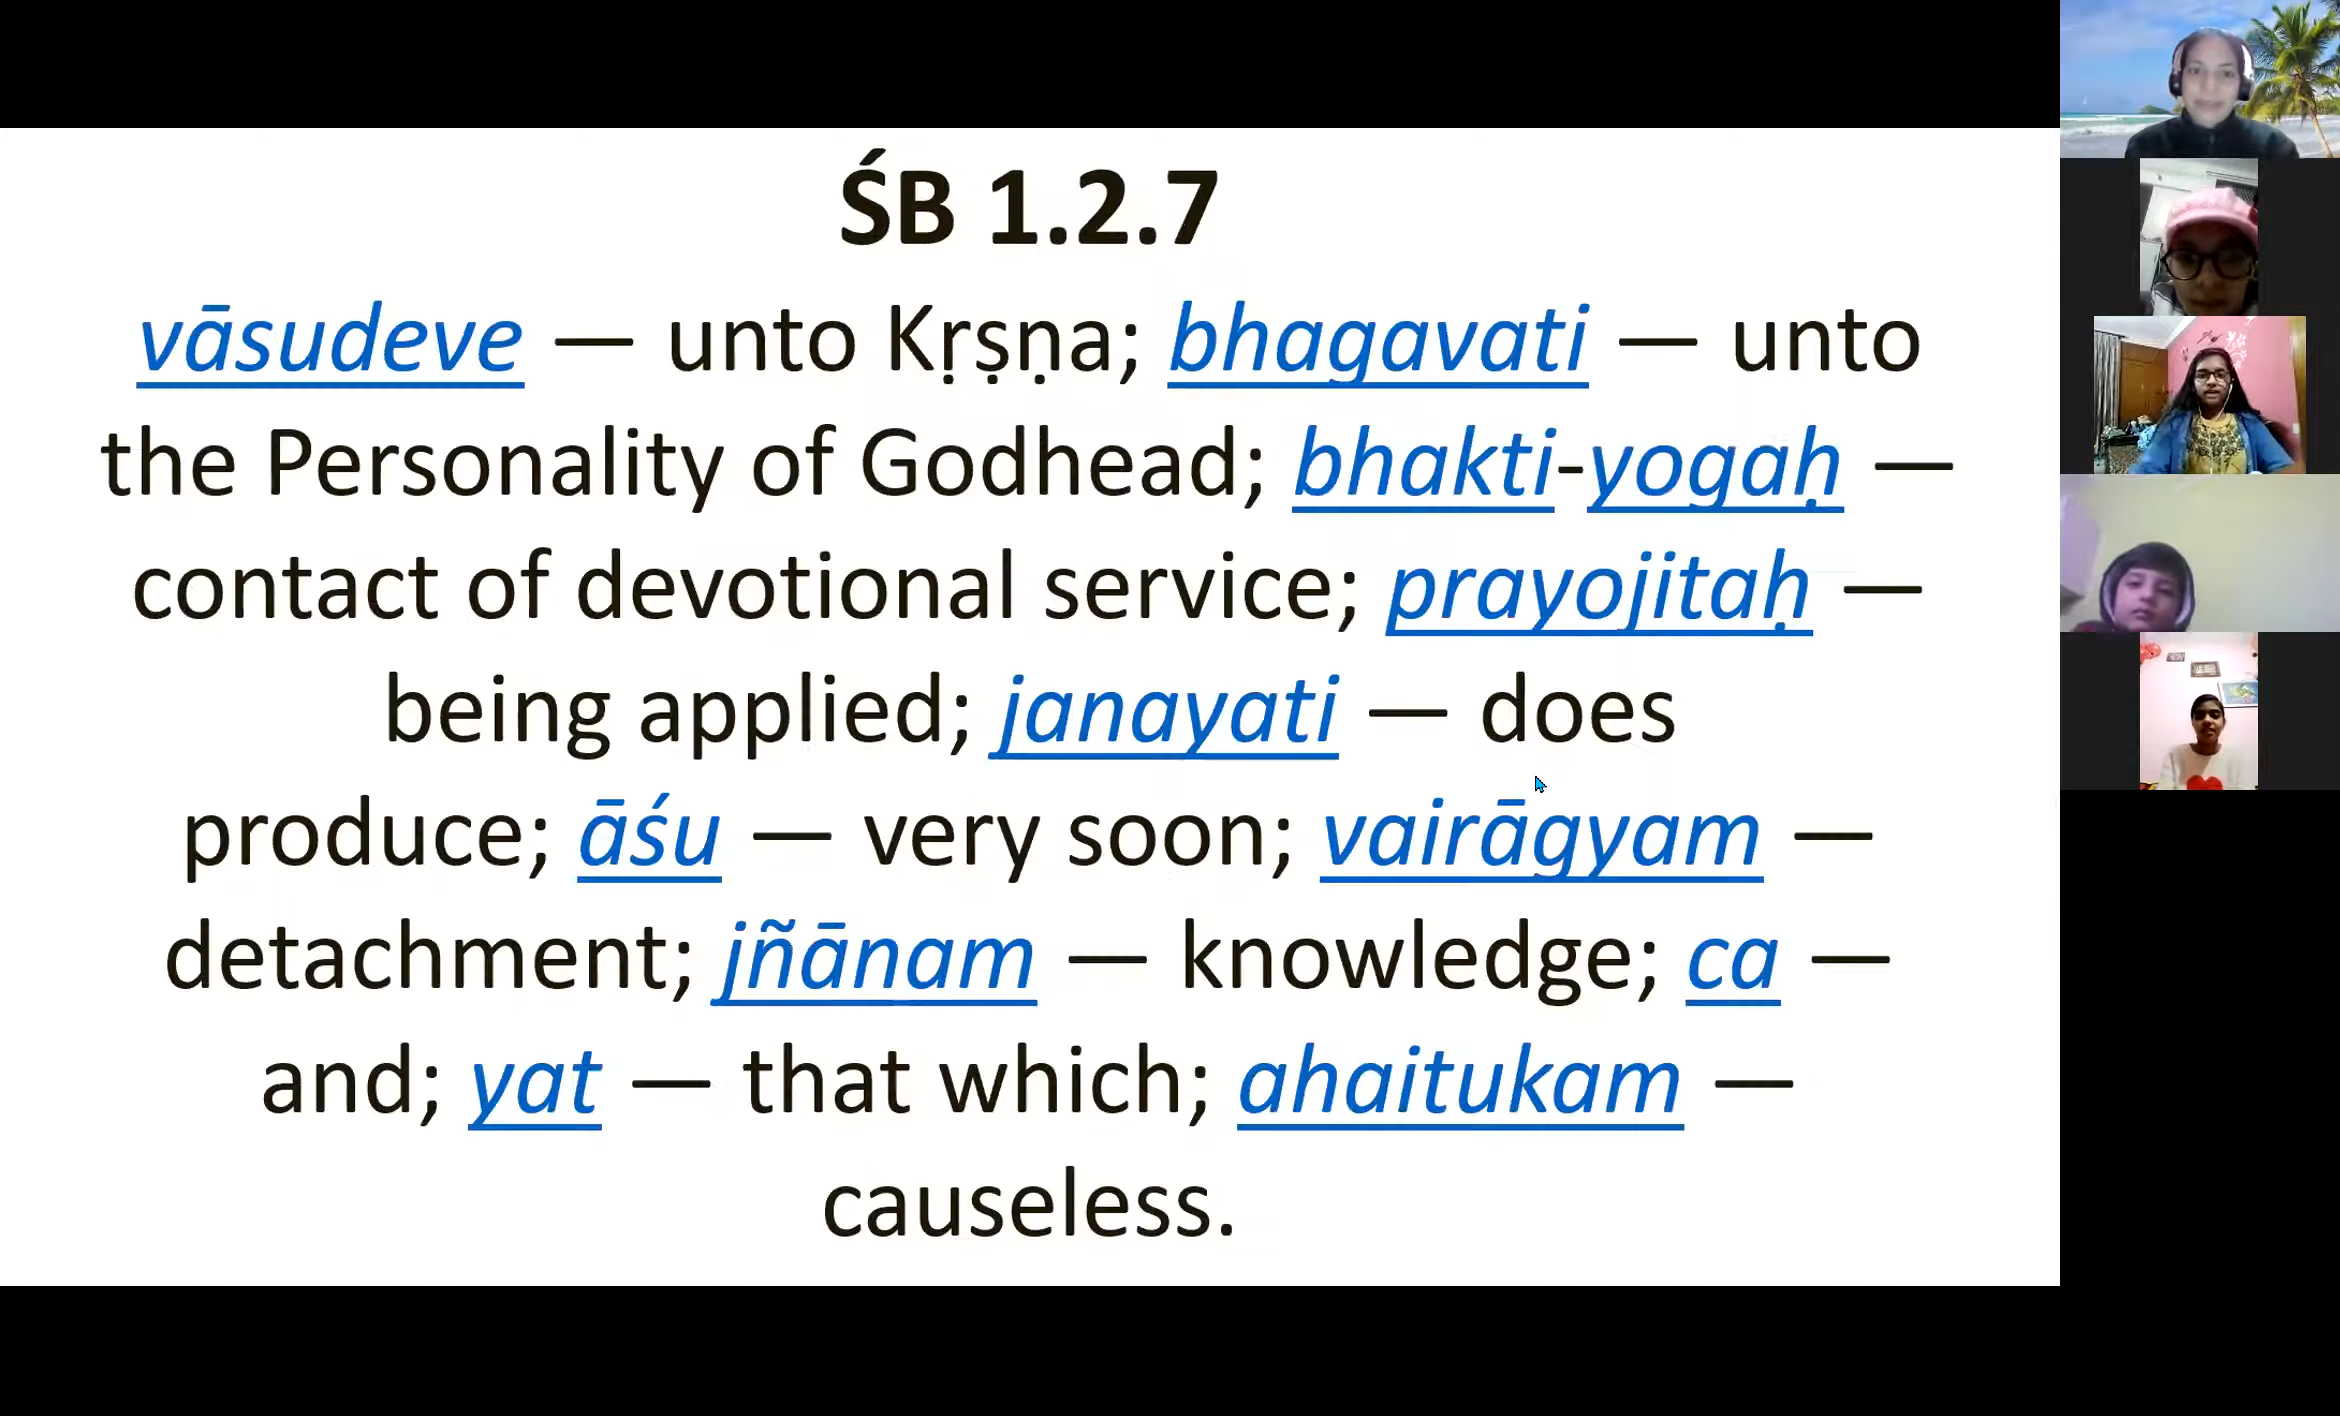 ŚB 1.2.7
vāsudeve — unto Kṛṣṇa; bhagavati — unto
the Personality of Godhead; bhakti-yogaḥ —
contact of devotional service; prayojitaḥ —
being applied; janayati — does
produce; āśu — very soon; vairāgyam —
detachment; jñānam — knowledge; ca —
and; yat — that which; ahaitukam —
causeless.